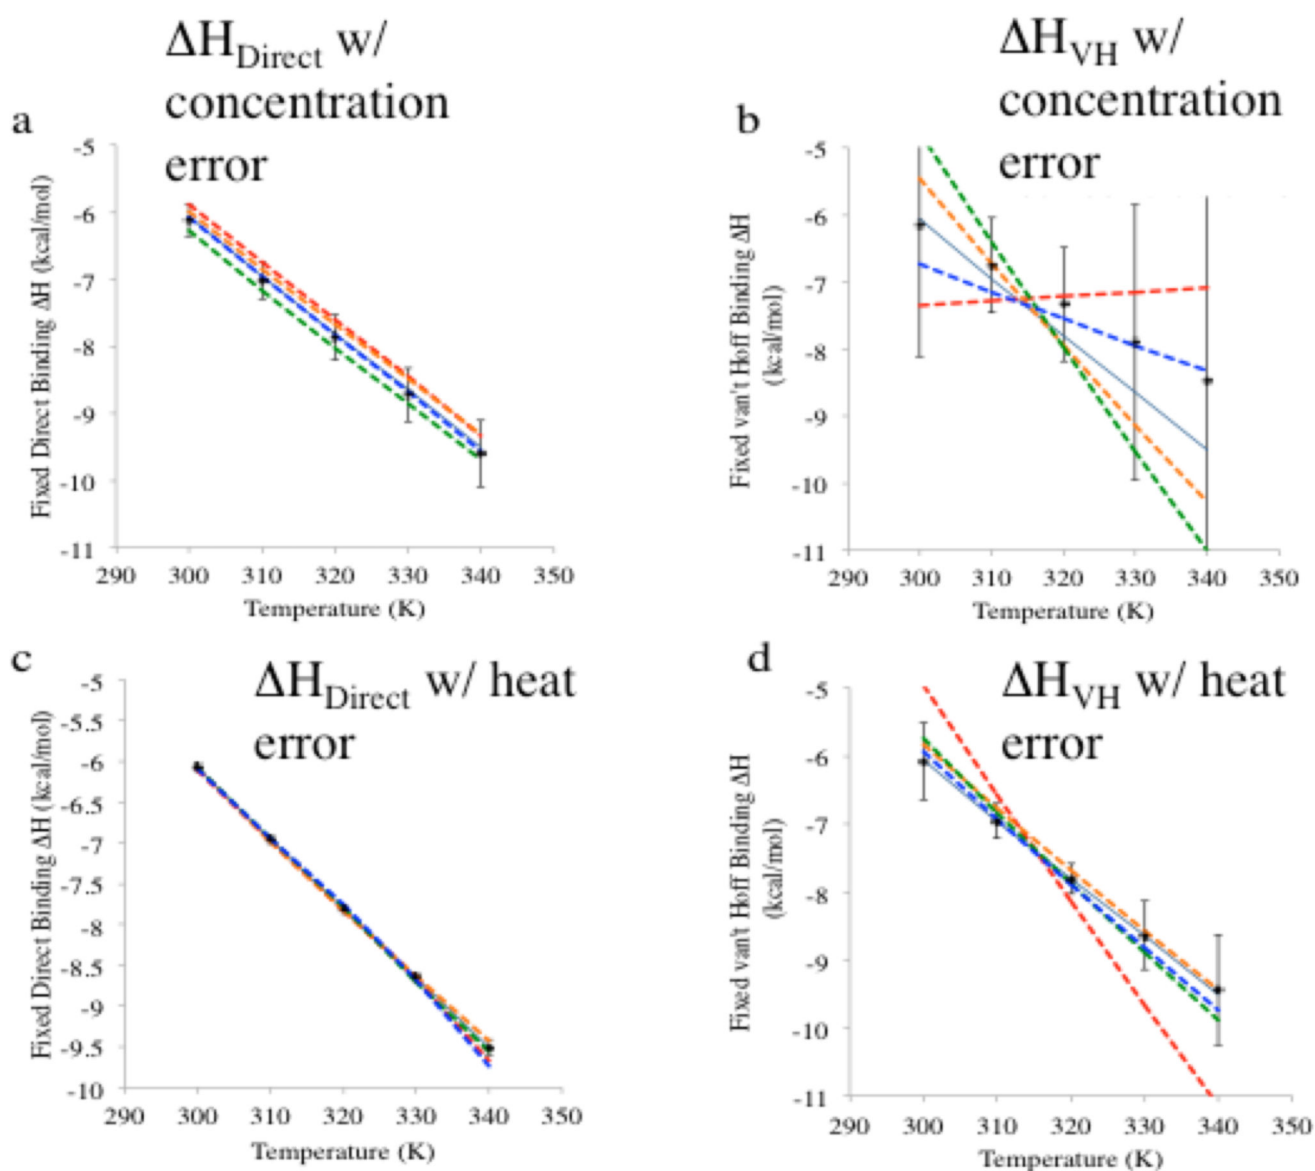 a
ΔH_Direct w/
concentration
error
Fixed Direct Binding ΔH (kcal/mol)
-5
-6
-7
-8
-9
-10
-11
290 300 310 320 330 340 350
Temperature (K)
b
ΔH_VH w/
concentration
error
Fixed van't Hoff Binding ΔH
(kcal/mol)
-5
-6
-7
-8
-9
-10
-11
290 300 310 320 330 340 350
Temperature (K)
c
ΔH_Direct w/ heat
error
Fixed Direct Binding ΔH (kcal/mol)
-5
-5.5
-6
-6.5
-7
-7.5
-8
-8.5
-9
-9.5
-10
290 300 310 320 330 340 350
Temperature (K)
d
ΔH_VH w/ heat
error
Fixed van't Hoff Binding ΔH
(kcal/mol)
-5
-6
-7
-8
-9
-10
-11
290 300 310 320 330 340 350
Temperature (K)